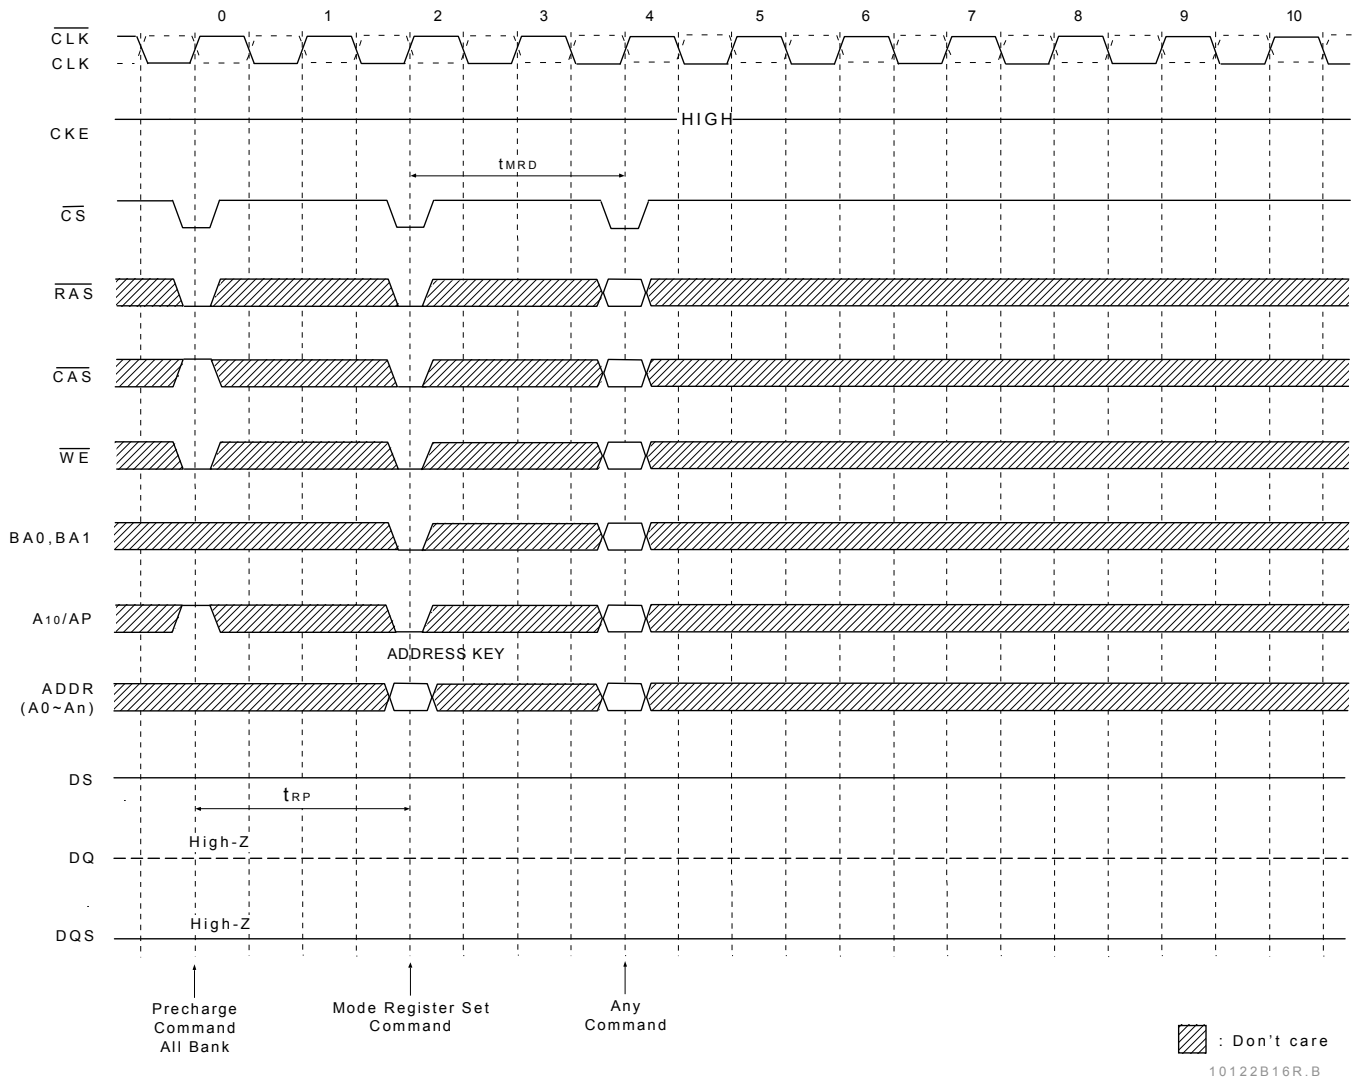 0 1 2 3 4 5 6 7 8 9 10
CLK
CLK
HIGH
CKE
tMRD
CS
RAS
CAS
WE
BA0,BA1
A10/AP
ADDRESS KEY
ADDR
(A0~An)
DS
tRP
High-Z
DQ
High-Z
DQS
Precharge
Command
All Bank
Mode Register Set
Command
Any
Command
: Don't care
10122B16R.B